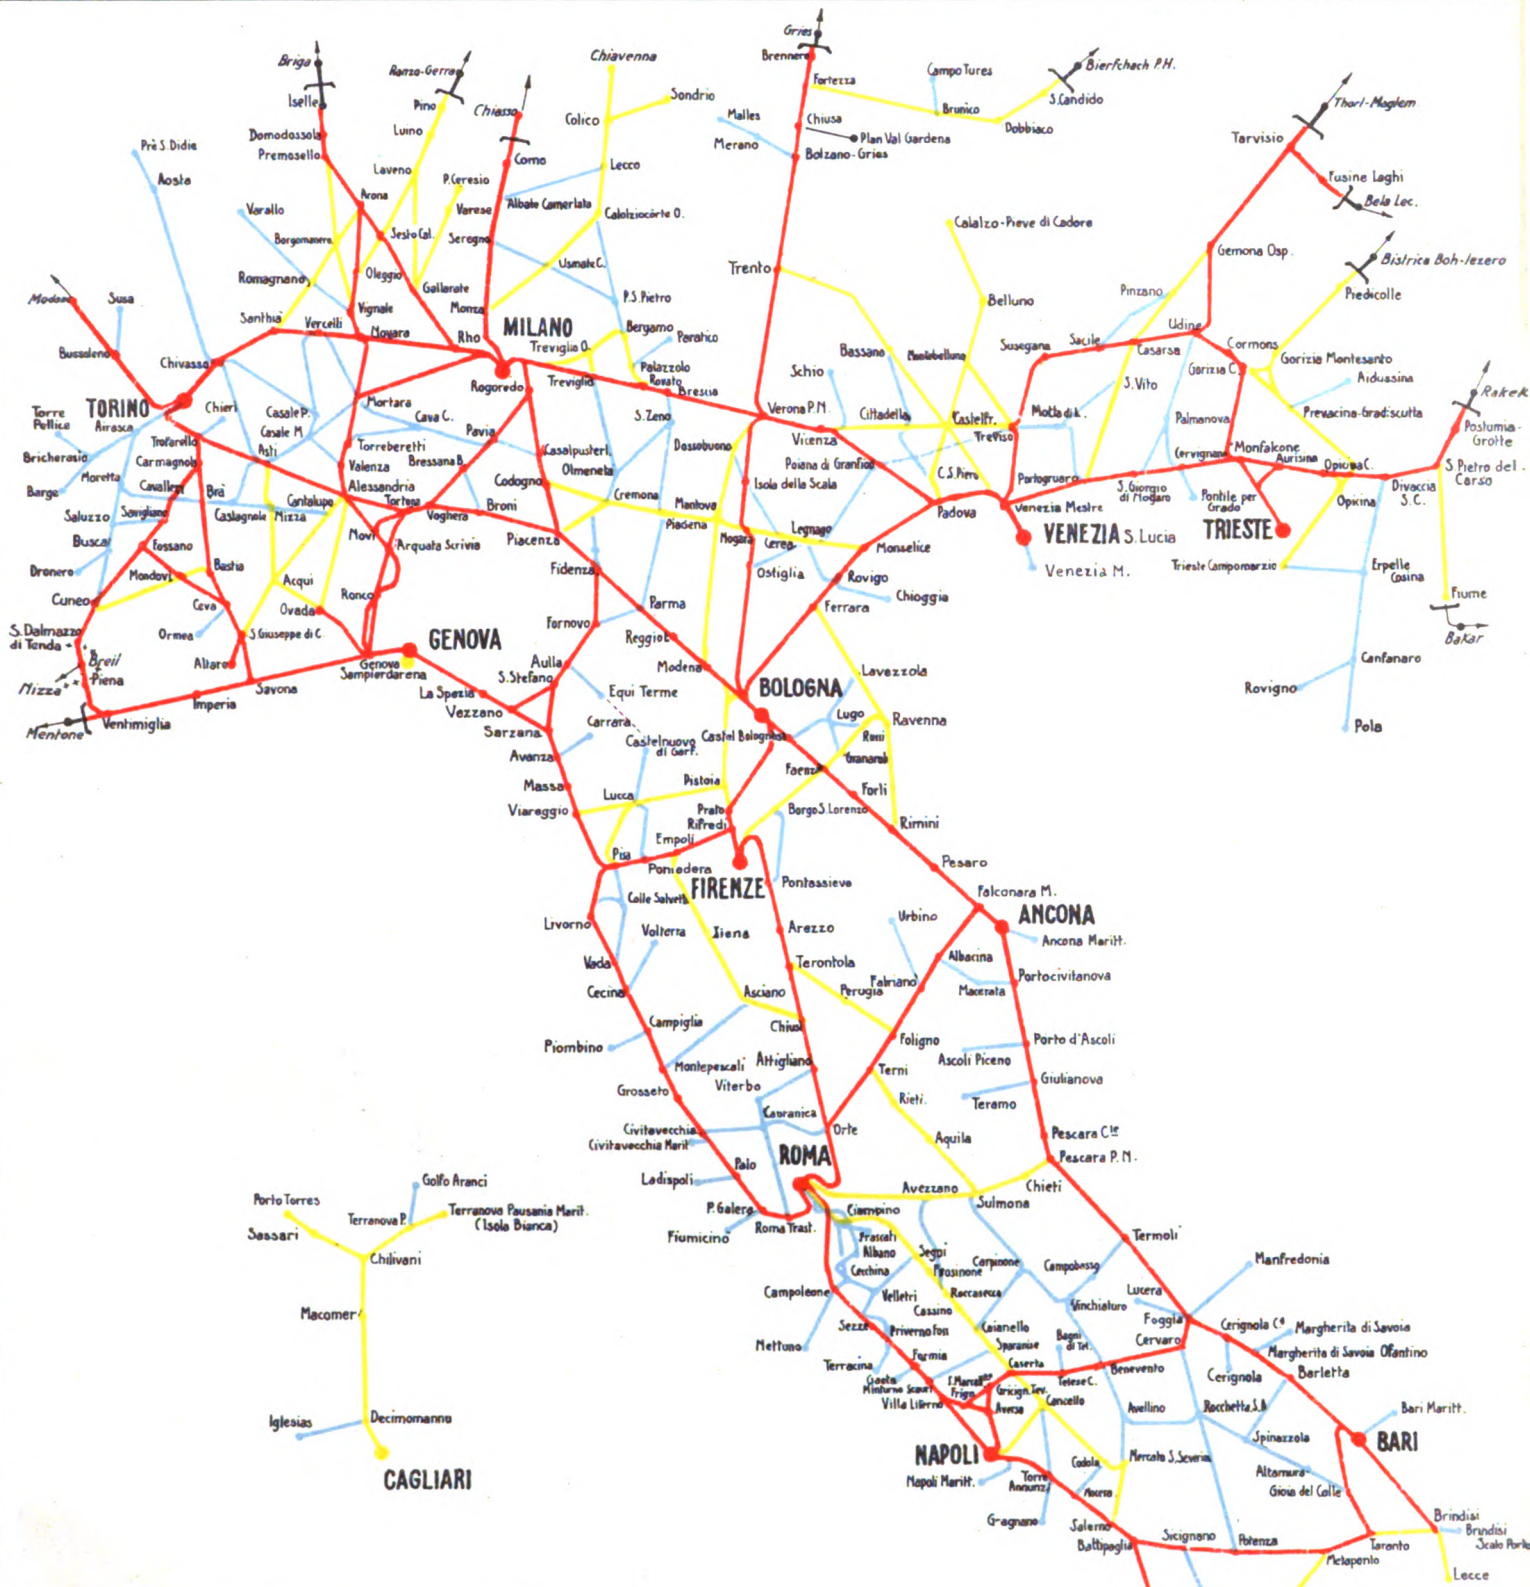 Gries
Brennero
Briga
Ranzo-Gerra
Chiavenna
Fortezza
Campo Tures
Bierfchach P.H.
Iselle
Pino
Chiasso
Sondrio
Brunico
S. Candido
Thorl-Maglern
Colico
Malles
Chiusa
Dobbiaco
Domodossola
Luino
Plan Val Gardena
Tarvisio
Prè S. Didie
Premosello
Merano
Bolzano-Gries
Como
Lecco
Laveno
Aosta
P. Ceresio
Fusine Laghi
Arona
Albate Camerlata
Bela Lec.
Varallo
Varese
Calolziocorte O.
Calalzo-Pieve di Cadore
Borgomanero
Sesto Cal.
Seregno
Gemona Osp.
Usmate C.
Bistrica Boh-Iezero
Romagnano
Oleggio
Trento
Gallarate
Pinzano
Piedicolle
Modane
Susa
P.S. Pietro
Belluno
Vignale
Monza
Santhià
Vercelli
Novara
MILANO
Bergamo
Udine
Rho
Paratico
Treviglio O.
Susegana
Sacile
Casarsa
Cormons
Bussoleno
Bassano
Montebelluna
Gorizia Montesanto
Chivasso
Palazzolo
Schio
Gorizia C.
Treviglio
Rovato
Aidussina
Rogoredo
Brescia
S. Vito
Rakek
TORINO
Chieri
Mortara
Torre
Pellice
Airasca
Casale P.
Cava C.
S. Zeno
Verona P.N.
Cittadella
Castelfr.
Motta di L.
Palmanova
Prevacina-Gradiscutta
Casale M
Trofarello
Torreberetti
Pavia
Dossobuono
Vicenza
Treviso
Postumia-
Grotte
Bricherasio
Asti
Casalpusterl.
Monfalcone
Carmagnola
Valenza
Bressana B.
Olmeneta
Poiana di Granfion
Cervignano
Aurisina
Opicina C.
S. Pietro del
Carso
Moretta
C.S. Piero
Portogruaro
Barge
Cavallerm.
Brà
Alessandria
Codogno
Isola della Scala
S. Giorgio
di Nogaro
Pontile per
Grado
Opicina
Divaccia
S.C.
Cantalupo
Tortona
Cremona
Mantova
Saluzzo
Savigliano
Castagnole
Nizza
Voghera
Broni
Piadena
Padova
Venezia Mestre
Busca
Novi
Piacenza
Nogara
Cerea
Legnago
VENEZIA S. Lucia
TRIESTE
Fossano
Arquata Scrivia
Monselice
Dronero
Mondovì
Bastia
Fidenza
Ostiglia
Rovigo
Venezia M.
Trieste Campomarzio
Erpelle
Cosina
Acqui
Cuneo
Ceva
Ronco
Chioggia
Fiume
Ovada
Parma
Ferrara
S. Dalmazzo
di Tenda
Ormea
S. Giuseppe di C.
GENOVA
Fornovo
Reggio E.
Bakar
Breil
Altare
Genova
Sampierdarena
Aulla
Modena
Lavezzola
Canfanaro
Nizza
Piena
S. Stefano
Savona
La Spezia
Equi Terme
BOLOGNA
Rovigno
Imperia
Vezzano
Mentone
Ventimiglia
Carrara
Lugo
Ravenna
Sarzana
Castelnuovo
di Garf.
Castel Bolognese
Pola
Avanza
Granarolo
Faenza
Massa
Pistoia
Lucca
Forlì
Viareggio
Prato
Borgo S. Lorenzo
Rifredi
Rimini
Empoli
Pisa
Pontedera
FIRENZE
Pontassieve
Pesaro
Colle Salvetti
Falconara M.
Livorno
Urbino
ANCONA
Volterra
Siena
Arezzo
Ancona Maritt.
Vada
Terontola
Albacina
Portocivitanova
Cecina
Asciano
Perugia
Fabriano
Macerata
Campiglia
Chiusi
Piombino
Foligno
Porto d'Ascoli
Ascoli Piceno
Montepescali
Attigliano
Terni
Grosseto
Viterbo
Giulianova
Rieti.
Teramo
Civitavecchia
Capranica
Orte
Pescara Cle
Civitavecchia Marit
Aquila
ROMA
Pescara P.N.
Palo
Ladispoli
Golfo Aranci
Avezzano
Chieti
Porto Torres
Sulmona
Terranova P.
Terranova Pausania Marit.
(Isola Bianca)
P. Galera
Ciampino
Sassari
Fiumicino
Roma Trast.
Termoli
Frascati
Albano
Segni
Chilivani
Cecchina
Frosinone
Carpinone
Campobasso
Manfredonia
Campoleone
Velletri
Roccasecca
Lucera
Macomer
Cassino
Vinchiaturo
Foggia
Sezze
Priverno Fos
Caianello
Cerignola Ca
Margherita di Savoia
Nettuno
Sparanise
Bagni
di Tel.
Cervaro
Margherita di Savoia Ofantino
Terracina
Formia
Caserta
Benevento
Cerignola
Barletta
Gaeta
Minturno Scauri
Telese C.
Villa Literno
Frign.
Gricign. Tev.
Aversa
Cancello
Avellino
Rocchetta S.A
Bari Maritt.
Iglesias
Decimomannu
NAPOLI
BARI
Spinazzola
CAGLIARI
Codola
Mercato S. Severino
Napoli Maritt.
Torre
Annunz.
Altamura
Nocera
Gioia del Colle
Gragnano
Salerno
Brindisi
Battipaglia
Sicignano
Potenza
Taranto
Brindisi
Scalo Porto
Metaponto
Lecce